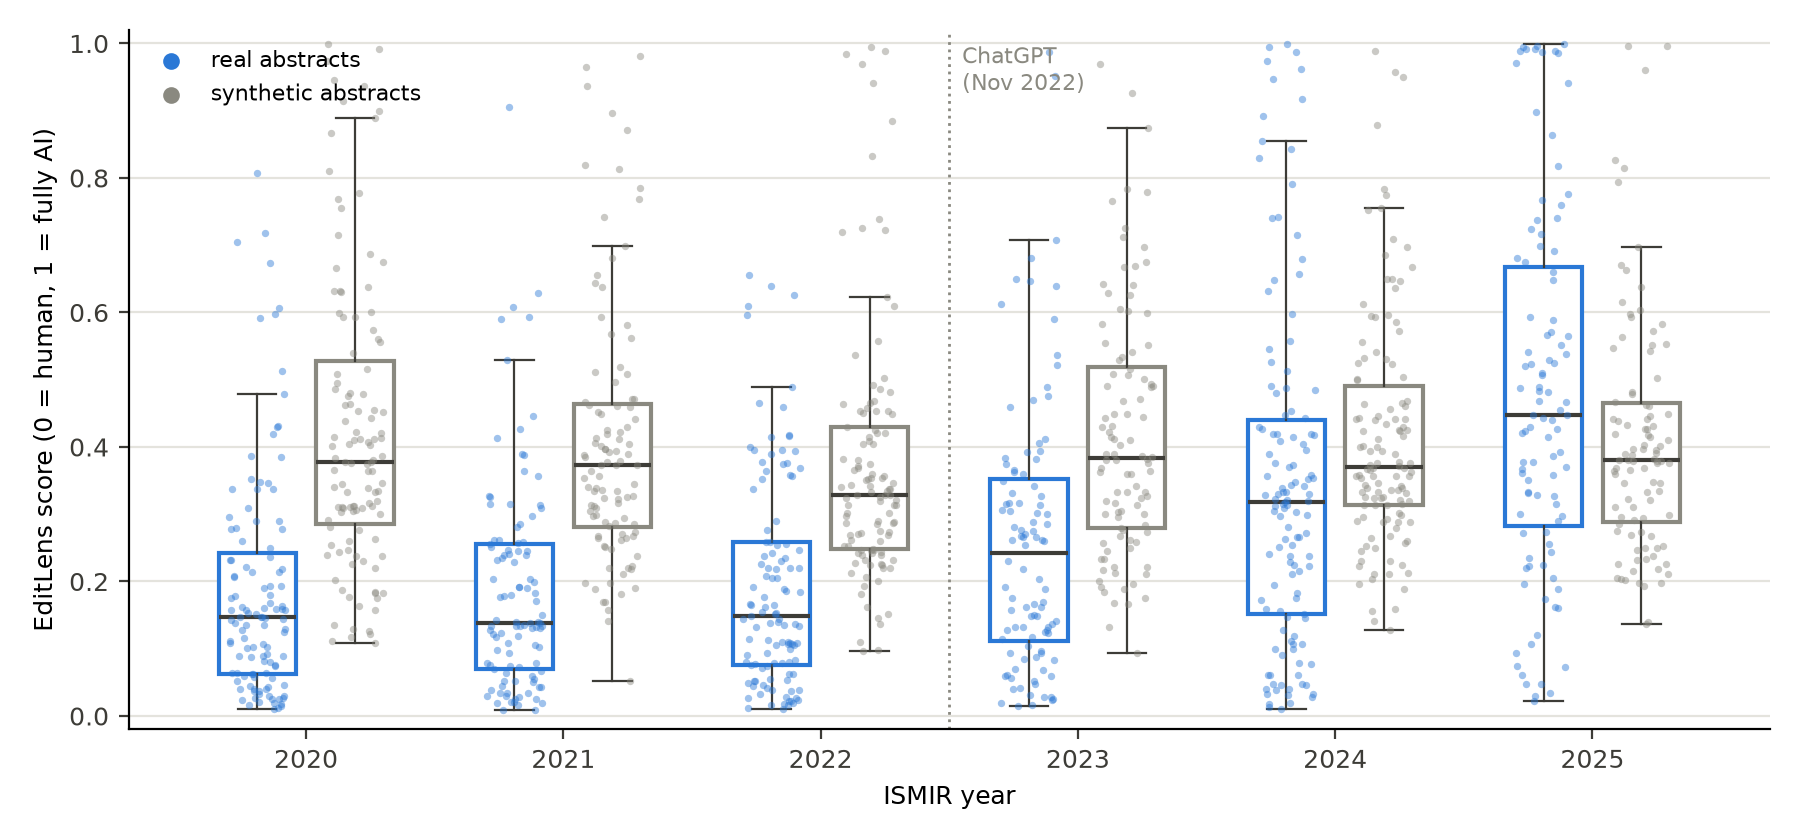 real abstracts
synthetic abstracts
ChatGPT
(Nov 2022)
EditLens score (0 = human, 1 = fully AI)
1.0
0.8
0.6
0.4
0.2
0.0
2020 2021 2022 2023 2024 2025
ISMIR year